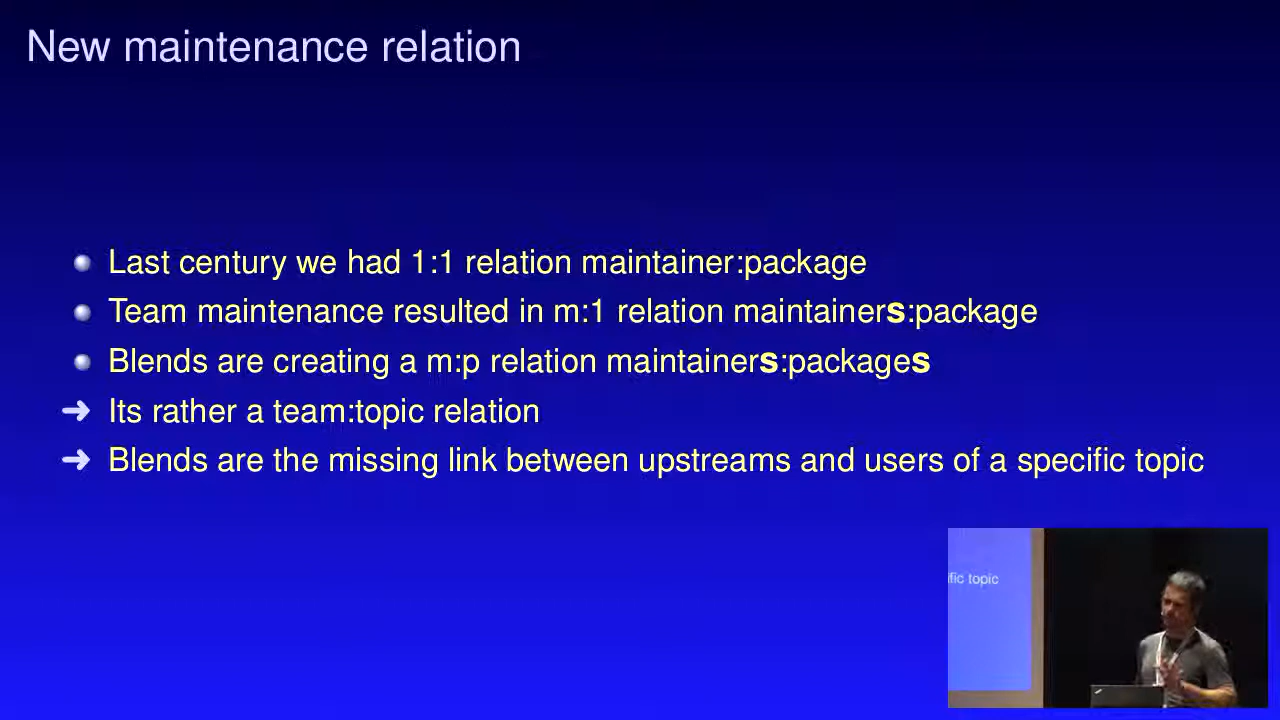 New maintenance relation
Last century we had 1:1 relation maintainer:package
Team maintenance resulted in m:1 relation maintainers:package
Blends are creating a m:p relation maintainers:packages
Its rather a team:topic relation
Blends are the missing link between upstreams and users of a specific topic
ific topic